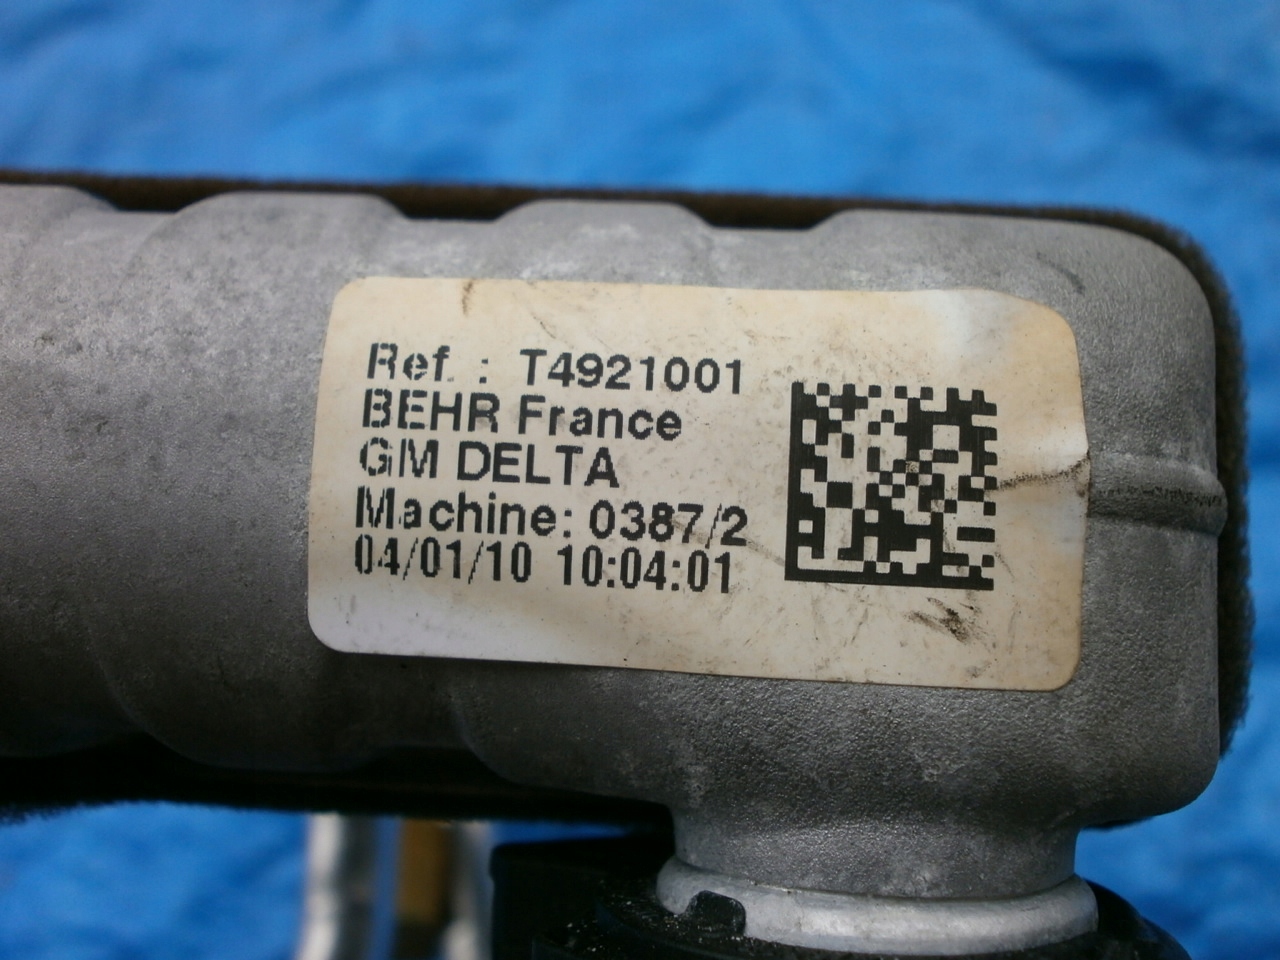 Ref. : T4921001
BEHR France
GM DELTA
Machine: 0387/2
04/01/10 10:04:01